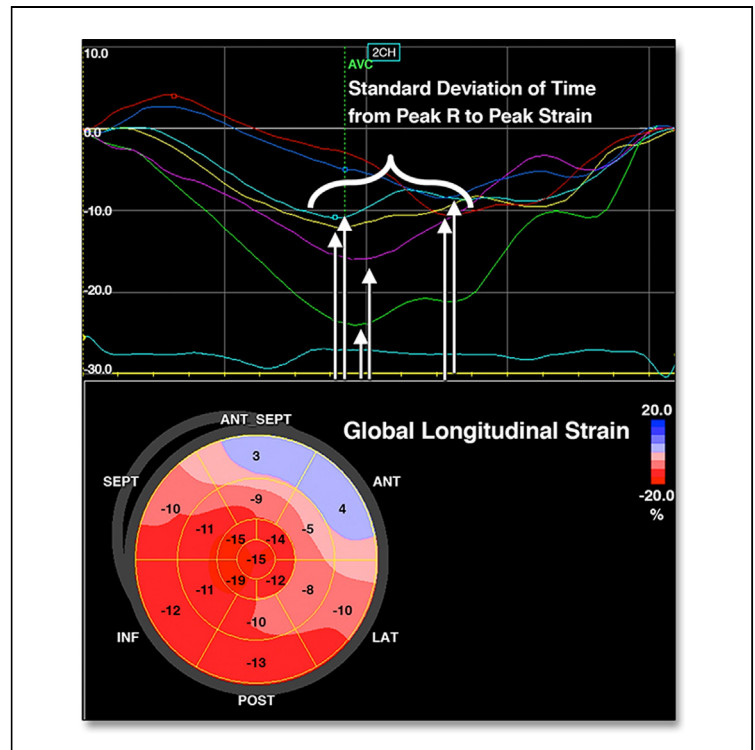 10.0
2CH
AVC
Standard Deviation of Time
from Peak R to Peak Strain
0.0
-10.0
-20.0
-30.0
ANT_SEPT
Global Longitudinal Strain
20.0
-20.0
%
SEPT
ANT
3
4
-10
-9
-5
-11
-15
-14
-15
-19
-12
-11
-8
-12
-10
-10
-13
INF
LAT
POST